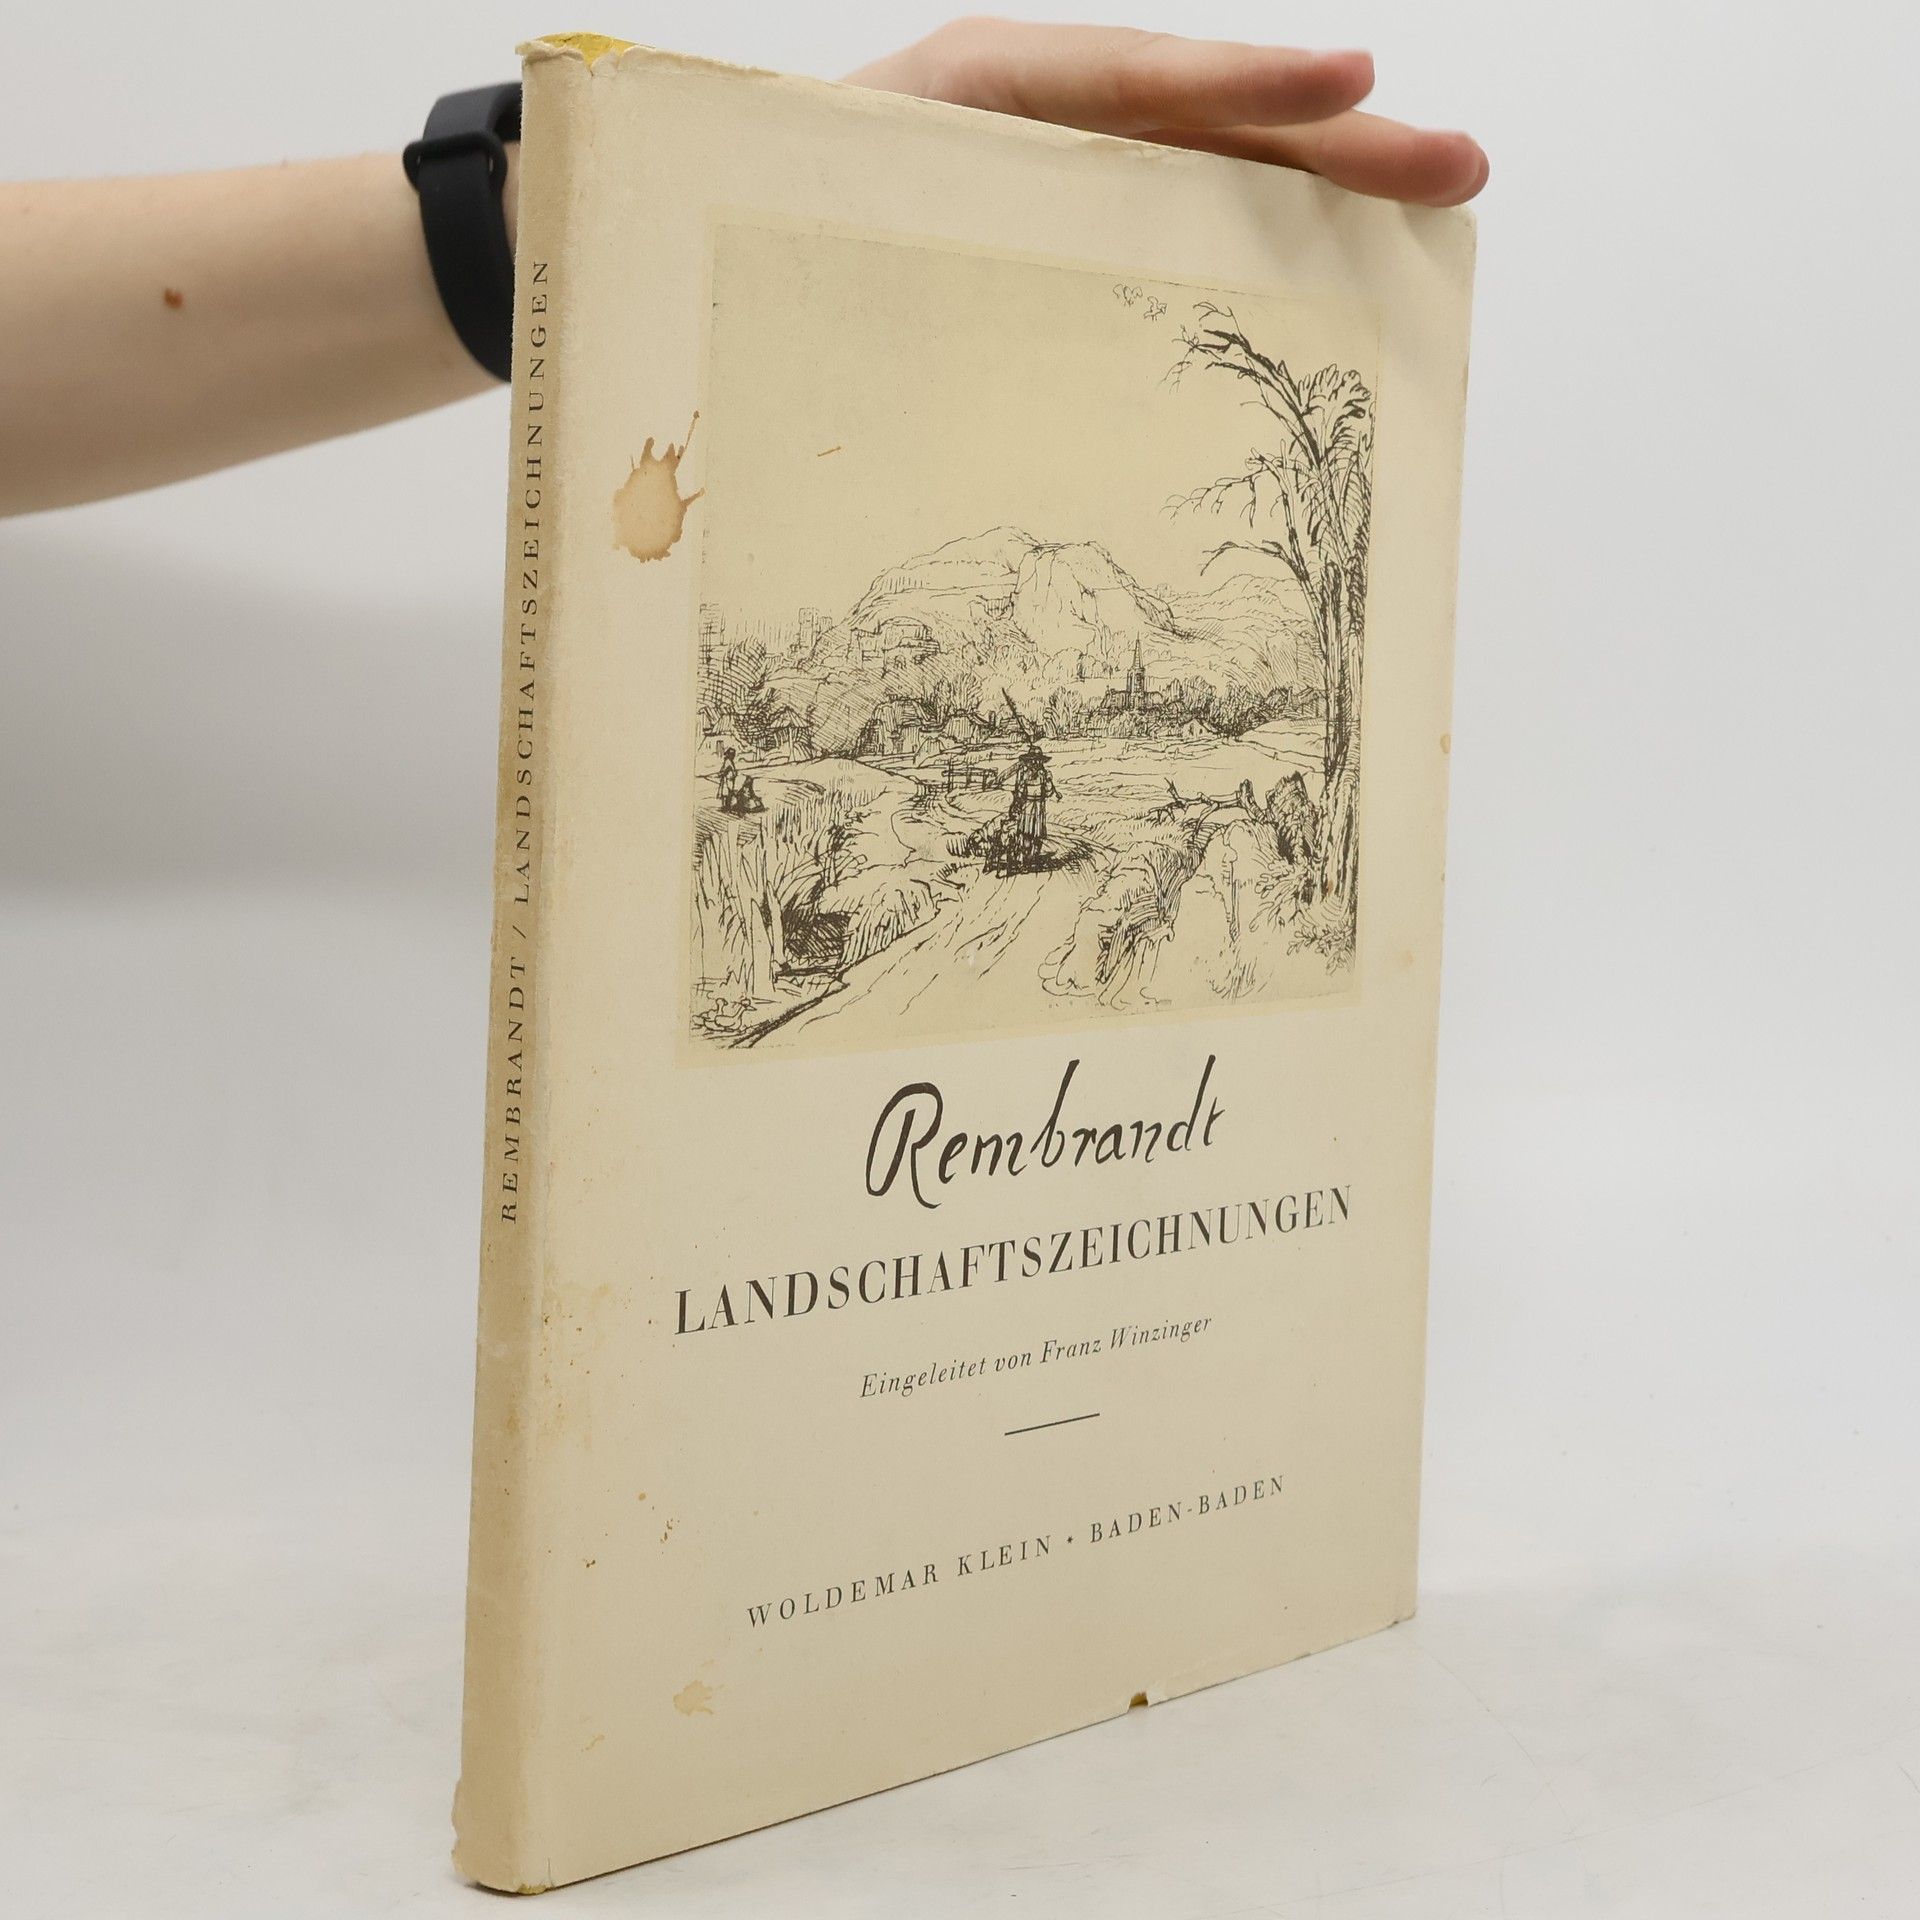 REMBRANDT / LANDSCHAFTSZEICHNUNGEN
Rembrandt
LANDSCHAFTSZEICHNUNGEN
Eingeleitet von Franz Winzinger
WOLDEMAR KLEIN * BADEN-BADEN